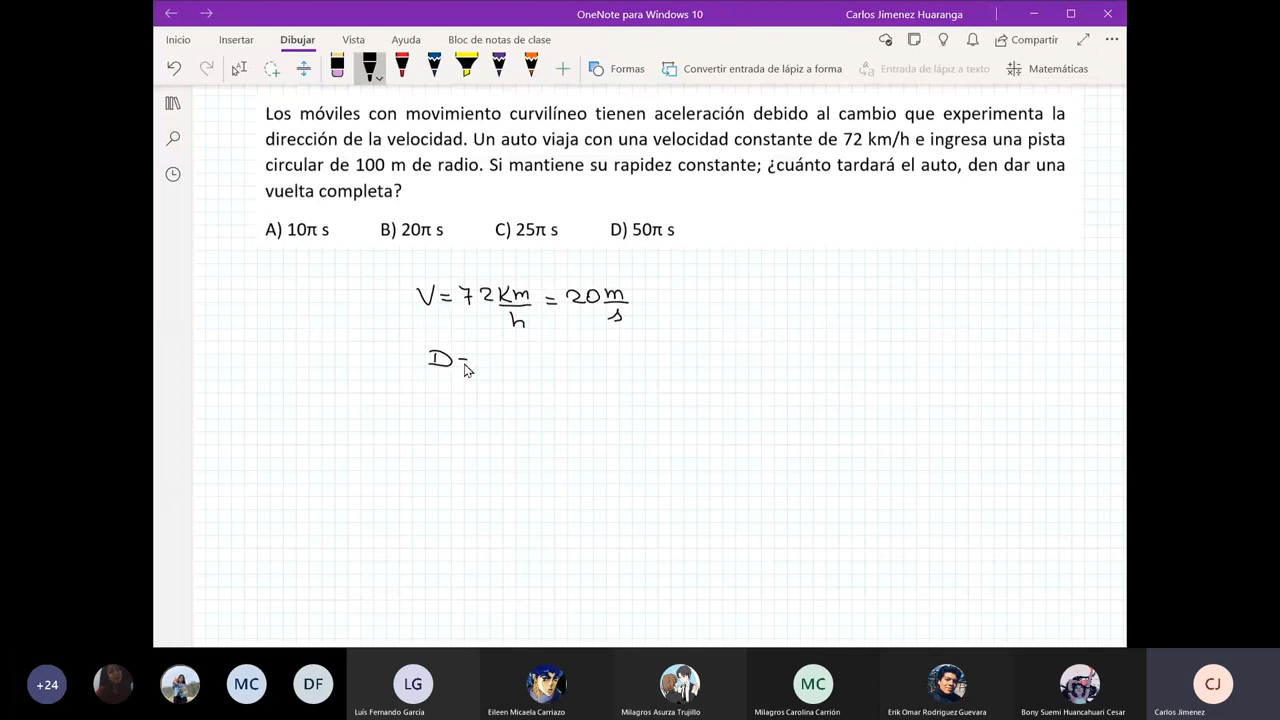 OneNote para Windows 10
Carlos Jimenez Huaranga
Inicio Insertar Dibujar Vista Ayuda Bloc de notas de clase Compartir
Formas Convertir entrada de lápiz a forma Entrada de lápiz a texto Matemáticas
Los móviles con movimiento curvilíneo tienen aceleración debido al cambio que experimenta la
dirección de la velocidad. Un auto viaja con una velocidad constante de 72 km/h e ingresa una pista
circular de 100 m de radio. Si mantiene su rapidez constante; ¿cuánto tardará el auto, den dar una
vuelta completa?
A) 10π s B) 20π s C) 25π s D) 50π s
V = 72 Km/h = 20 m/s
D =
+24 MC DF LG MC CJ
Luis Fernando García Eileen Micaela Carriazo Milagros Asurza Trujillo Milagros Carolina Carrión Erik Omar Rodriguez Guevara Bony Suemi Huancahuari Cesar Carlos Jimenez